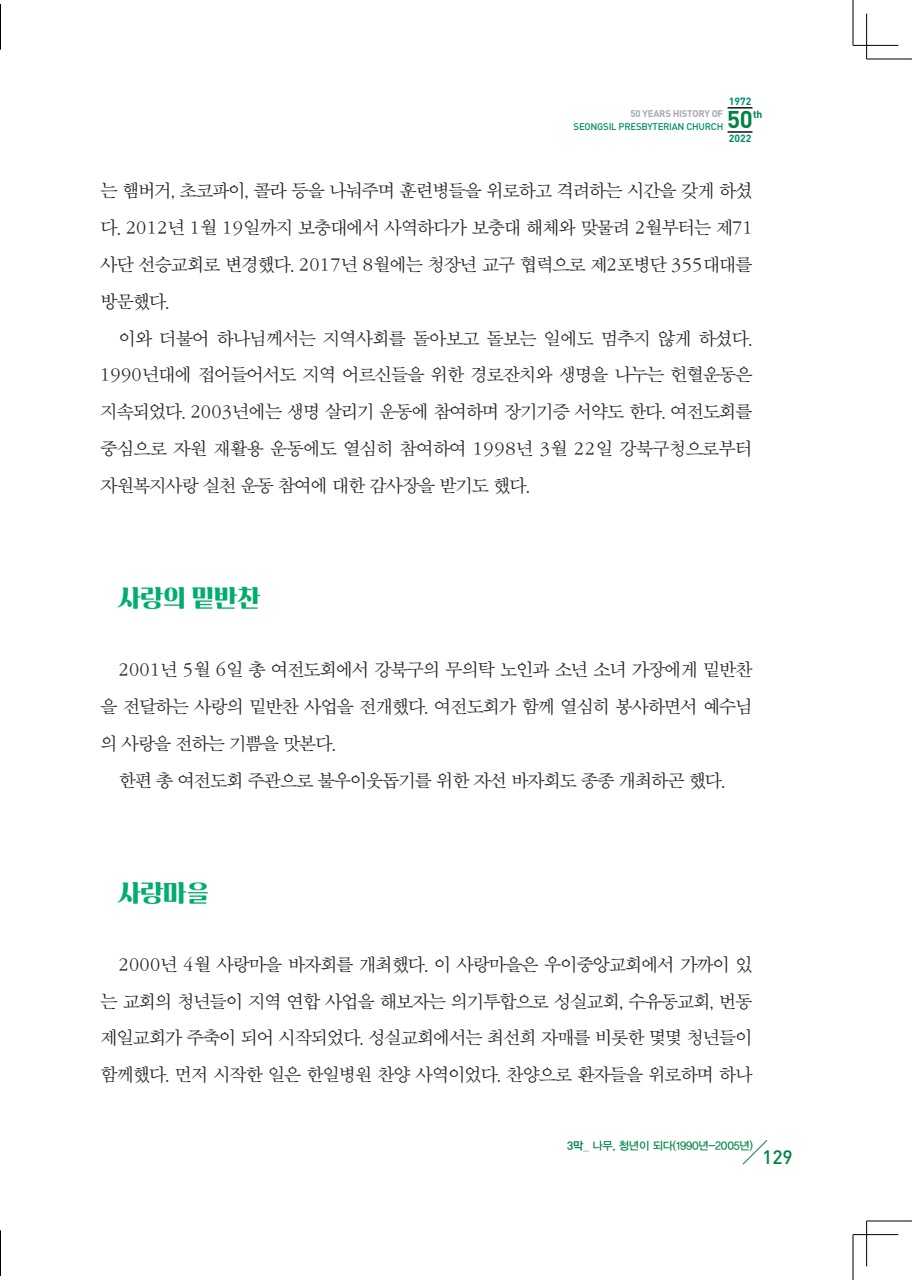 1972
50 YEARS HISTORY OF
SEONGSIL PRESBYTERIAN CHURCH
50th
2022
는 햄버거, 초코파이, 콜라 등을 나눠주며 훈련병들을 위로하고 격려하는 시간을 갖게 하셨
다. 2012년 1월 19일까지 보충대에서 사역하다가 보충대 해체와 맞물려 2월부터는 제71
사단 선승교회로 변경했다. 2017년 8월에는 청장년 교구 협력으로 제2포병단 355대대를
방문했다.
이와 더불어 하나님께서는 지역사회를 돌아보고 돌보는 일에도 멈추지 않게 하셨다.
1990년대에 접어들어서도 지역 어르신들을 위한 경로잔치와 생명을 나누는 헌혈운동은
지속되었다. 2003년에는 생명 살리기 운동에 참여하며 장기기증 서약도 한다. 여전도회를
중심으로 자원 재활용 운동에도 열심히 참여하여 1998년 3월 22일 강북구청으로부터
자원복지사랑 실천 운동 참여에 대한 감사장을 받기도 했다.
사랑의 밑반찬
2001년 5월 6일 총 여전도회에서 강북구의 무의탁 노인과 소년 소녀 가장에게 밑반찬
을 전달하는 사랑의 밑반찬 사업을 전개했다. 여전도회가 함께 열심히 봉사하면서 예수님
의 사랑을 전하는 기쁨을 맛본다.
한편 총 여전도회 주관으로 불우이웃돕기를 위한 자선 바자회도 종종 개최하곤 했다.
사랑마을
2000년 4월 사랑마을 바자회를 개최했다. 이 사랑마을은 우이중앙교회에서 가까이 있
는 교회의 청년들이 지역 연합 사업을 해보자는 의기투합으로 성실교회, 수유동교회, 번동
제일교회가 주축이 되어 시작되었다. 성실교회에서는 최선희 자매를 비롯한 몇몇 청년들이
함께했다. 먼저 시작한 일은 한일병원 찬양 사역이었다. 찬양으로 환자들을 위로하며 하나
3막_ 나무, 청년이 되다(1990년-2005년)
129